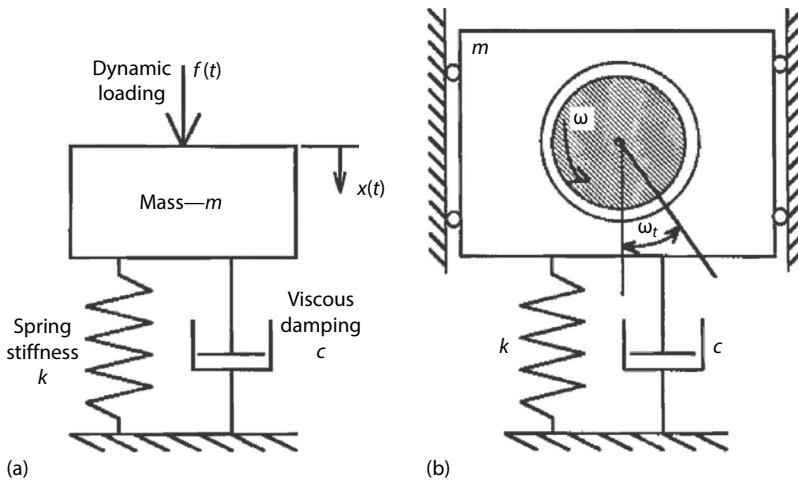 Dynamic
loading
f(t)
Mass—m
x(t)
Spring
stiffness
k
Viscous
damping
c
(a)
m
ω
ωt
k
c
(b)